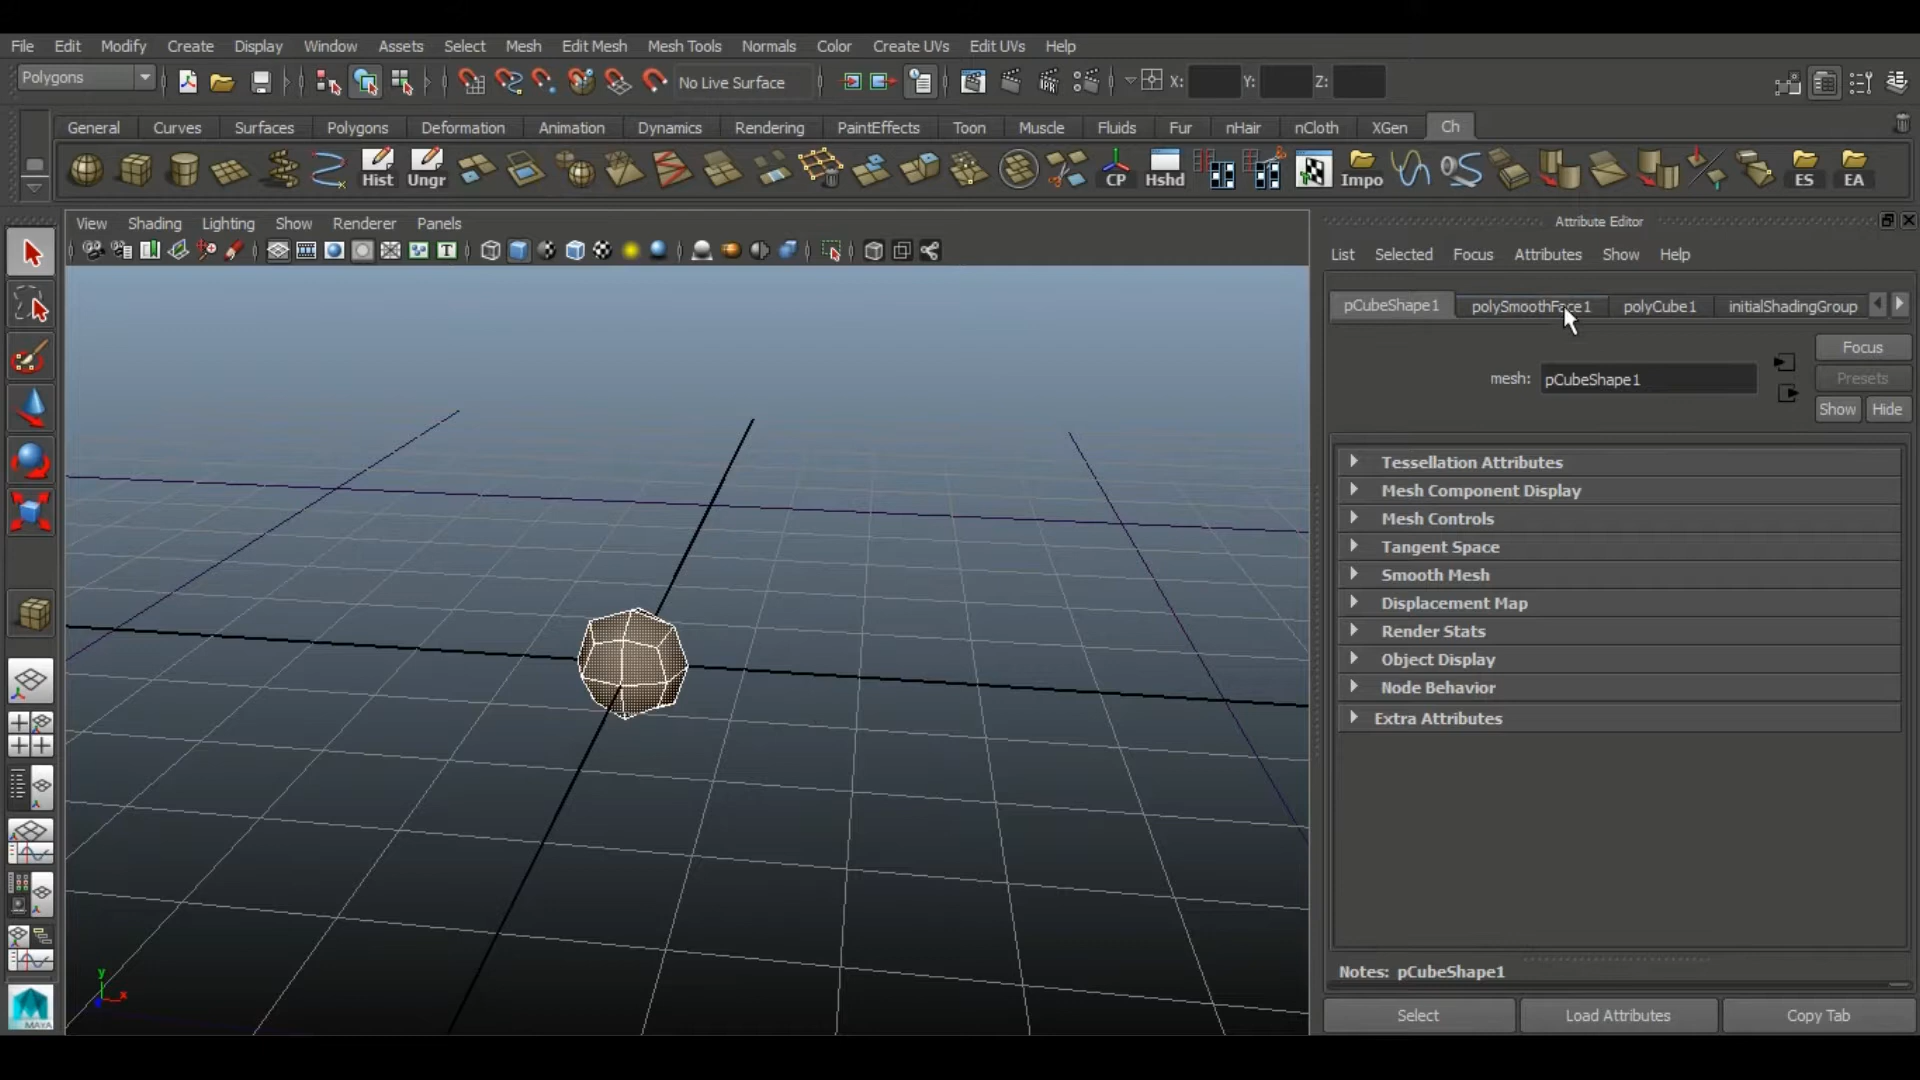 File Edit Modify Create Display Window Assets Select Mesh Edit Mesh Mesh Tools Normals Color Create UVs Edit UVs Help
Polygons No Live Surface X: Y: Z:
General Curves Surfaces Polygons Deformation Animation Dynamics Rendering PaintEffects Toon Muscle Fluids Fur nHair nCloth XGen Ch
Hist Ungr CP Hshd Impo ES EA
View Shading Lighting Show Renderer Panels
Attribute Editor
List Selected Focus Attributes Show Help
pCubeShape1 polySmoothFace1 polyCube1 initialShadingGroup
Focus
mesh: pCubeShape1
Presets
Show Hide
Tessellation Attributes
Mesh Component Display
Mesh Controls
Tangent Space
Smooth Mesh
Displacement Map
Render Stats
Object Display
Node Behavior
Extra Attributes
y
x
Notes: pCubeShape1
Select Load Attributes Copy Tab
MAYA